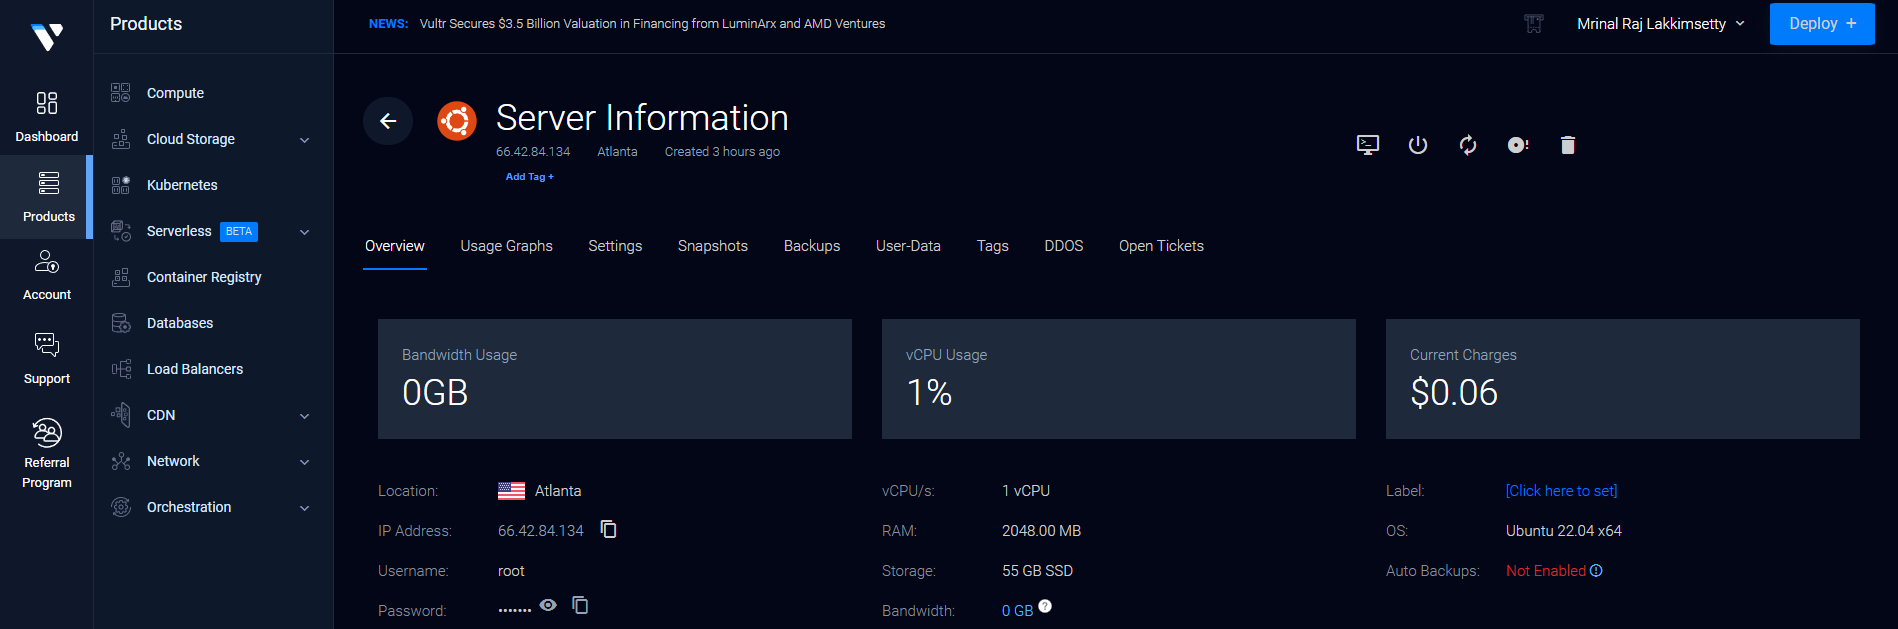 Products
NEWS: Vultr Secures $3.5 Billion Valuation in Financing from LuminArx and AMD Ventures
Mrinal Raj Lakkimsetty
Deploy +
Dashboard
Products
Account
Support
Referral
Program
Compute
Cloud Storage
Kubernetes
Serverless BETA
Container Registry
Databases
Load Balancers
CDN
Network
Orchestration
Server Information
66.42.84.134 Atlanta Created 3 hours ago
Add Tag +
Overview Usage Graphs Settings Snapshots Backups User-Data Tags DDOS Open Tickets
Bandwidth Usage
0GB
vCPU Usage
1%
Current Charges
$0.06
Location: Atlanta
IP Address: 66.42.84.134
Username: root
Password: •••••••
vCPU/s: 1 vCPU
RAM: 2048.00 MB
Storage: 55 GB SSD
Bandwidth: 0 GB ?
Label: [Click here to set]
OS: Ubuntu 22.04 x64
Auto Backups: Not Enabled